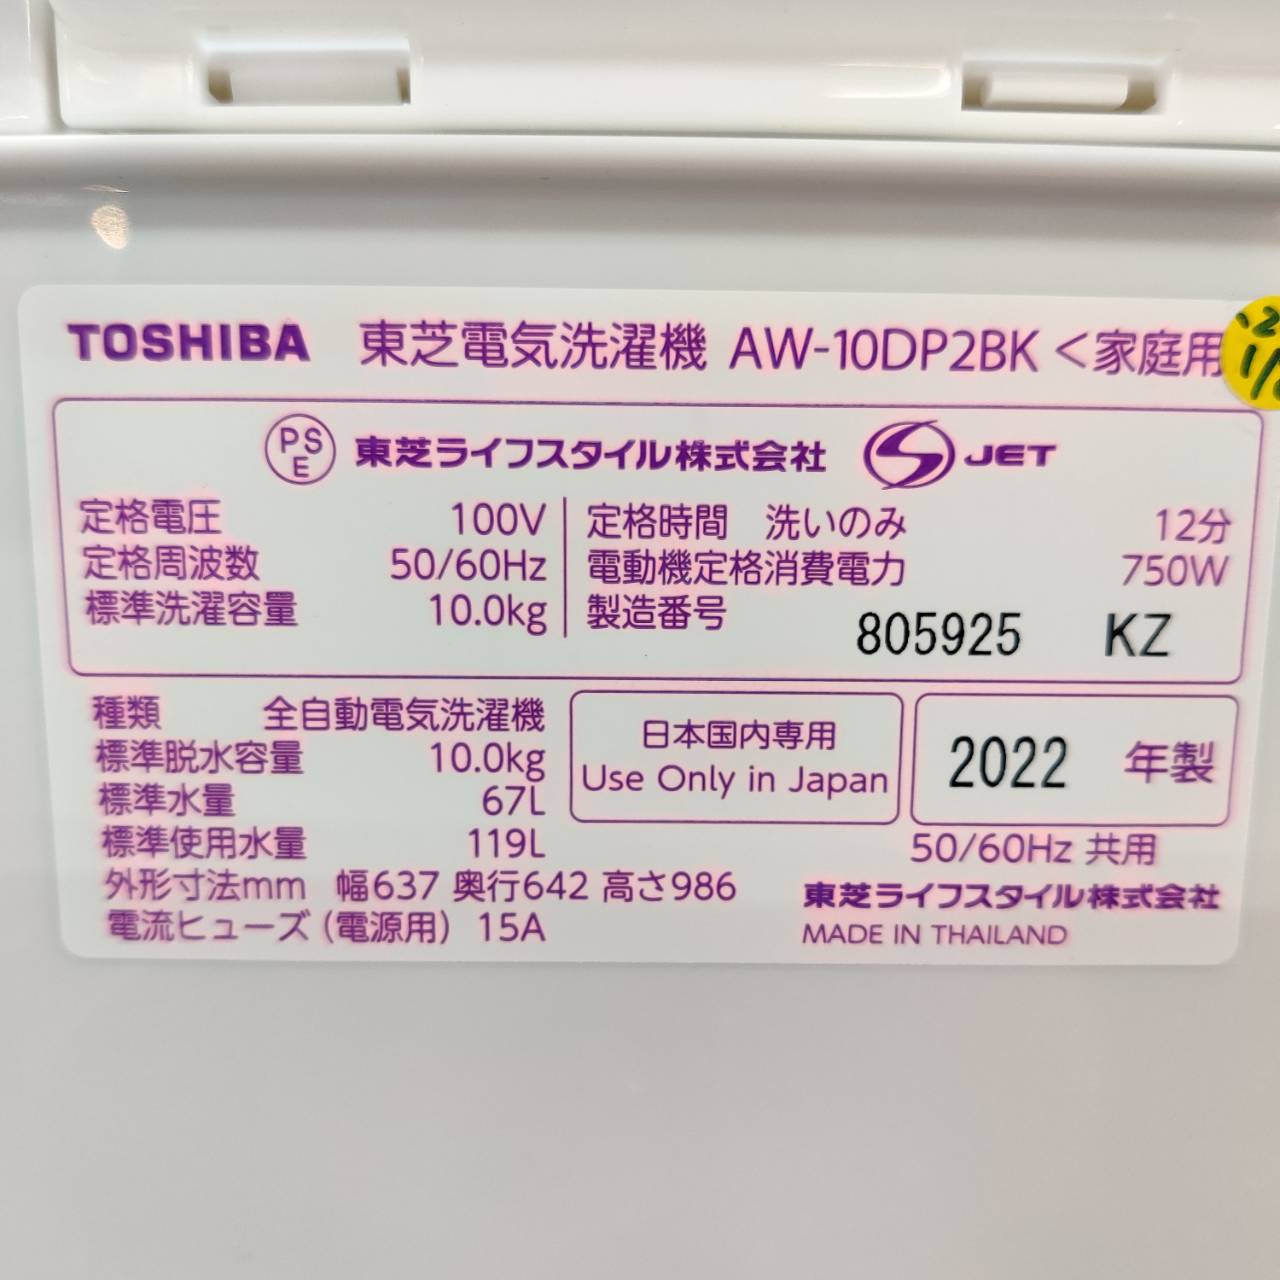 TOSHIBA 東芝電気洗濯機 AW-10DP2BK <家庭用
PSE 東芝ライフスタイル株式会社 JET
定格電圧 100V
定格周波数 50/60Hz
標準洗濯容量 10.0kg
定格時間 洗いのみ 12分
電動機定格消費電力 750W
製造番号 805925 KZ
種類 全自動電気洗濯機
標準脱水容量 10.0kg
標準水量 67L
標準使用水量 119L
外形寸法mm 幅637 奥行642 高さ986
電流ヒューズ(電源用) 15A
日本国内専用
Use Only in Japan
2022 年製
50/60Hz 共用
東芝ライフスタイル株式会社
MADE IN THAILAND